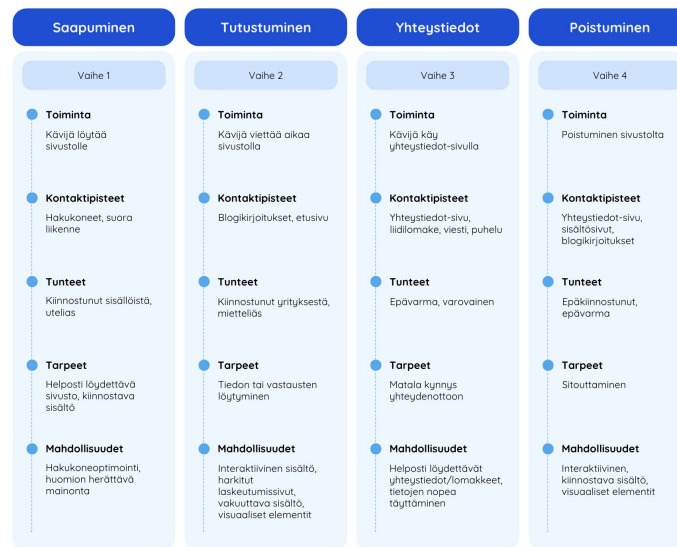 Saapuminen
Vaihe 1
Toiminta
Kävijä löytää
sivustolle
Kontaktipisteet
Hakukoneet, suora
liikenne
Tunteet
Kiinnostunut sisällöistä,
utelias
Tarpeet
Helposti löydettävä
sivusto, kiinnostava
sisältö
Mahdollisuudet
Hakukoneoptimointi,
huomion herättävä
mainonta
Tutustuminen
Vaihe 2
Toiminta
Kävijä viettää aikaa
sivustolla
Kontaktipisteet
Blogikirjoitukset, etusivu
Tunteet
Kiinnostunut yrityksestä,
mietteliäs
Tarpeet
Tiedon tai vastausten
löytyminen
Mahdollisuudet
Interaktiivinen sisältö,
harkitut
laskeutumissivut,
vakuuttava sisältö,
visuaaliset elementit
Yhteystiedot
Vaihe 3
Toiminta
Kävijä käy
yhteystiedot-sivulla
Kontaktipisteet
Yhteystiedot-sivu,
liidilomake, viesti, puhelu
Tunteet
Epävarma, varovainen
Tarpeet
Matala kynnys
yhteydenottoon
Mahdollisuudet
Helposti löydettävät
yhteystiedot/lomakkeet,
tietojen nopea
täyttäminen
Poistuminen
Vaihe 4
Toiminta
Poistuminen sivustolta
Kontaktipisteet
Yhteystiedot-sivu,
sisältösivut,
blogikirjoitukset
Tunteet
Epäkiinnostunut,
epävarma
Tarpeet
Sitouttaminen
Mahdollisuudet
Interaktiivinen,
kiinnostava sisältö,
visuaaliset elementit